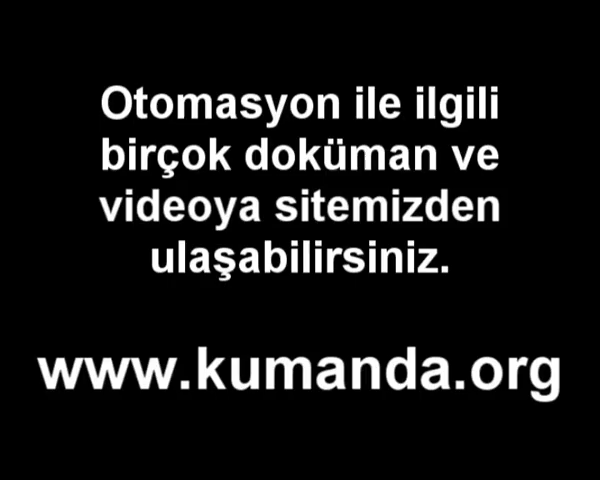 Otomasyon ile ilgili
birçok doküman ve
videoya sitemizden
ulaşabilirsiniz.
www.kumanda.org